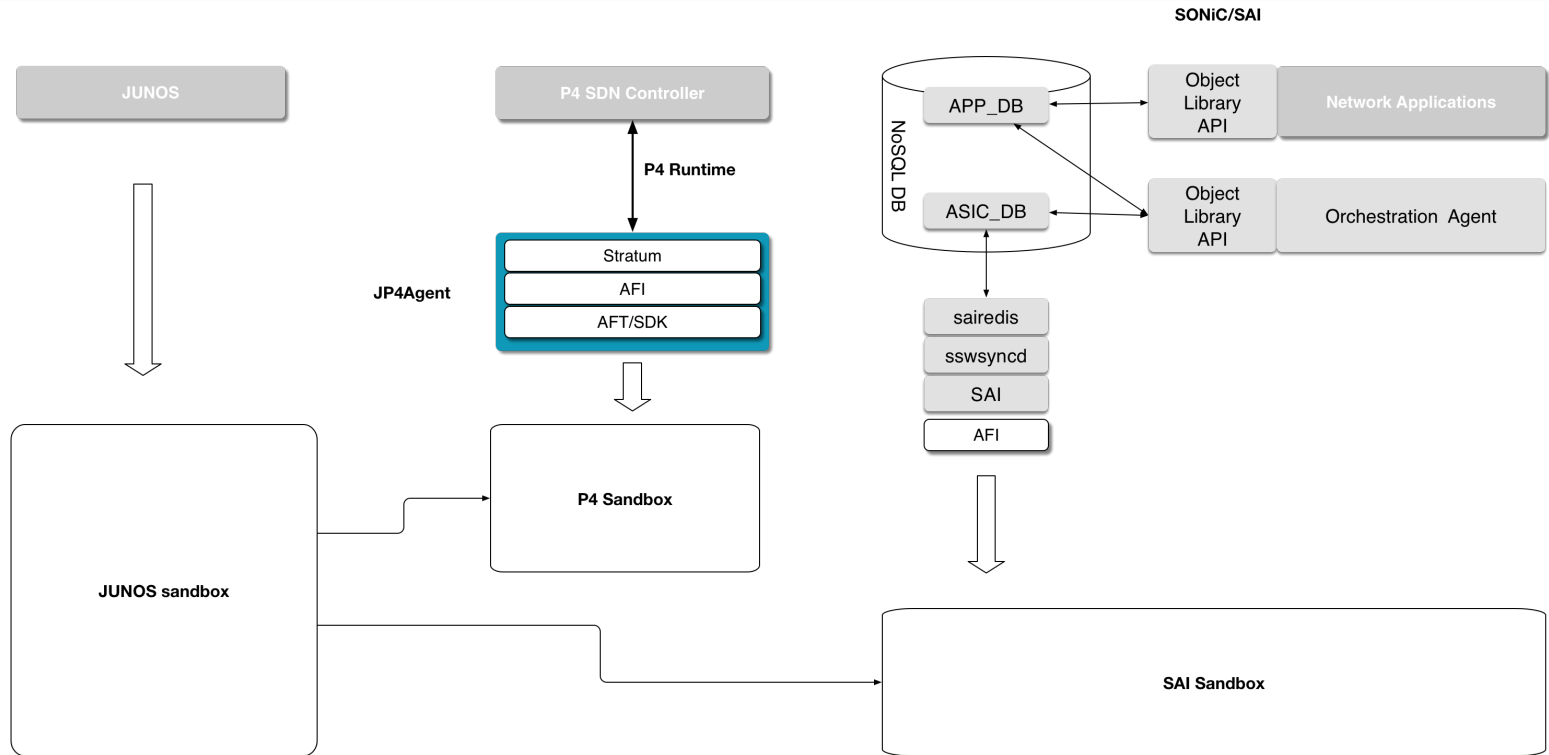 SONiC/SAI
JUNOS
P4 SDN Controller
P4 Runtime
JP4Agent
Stratum
AFI
AFT/SDK
NoSQL DB
APP_DB
ASIC_DB
Object
Library
API
Network Applications
Object
Library
API
Orchestration Agent
sairedis
sswsyncd
SAI
AFI
JUNOS sandbox
P4 Sandbox
SAI Sandbox